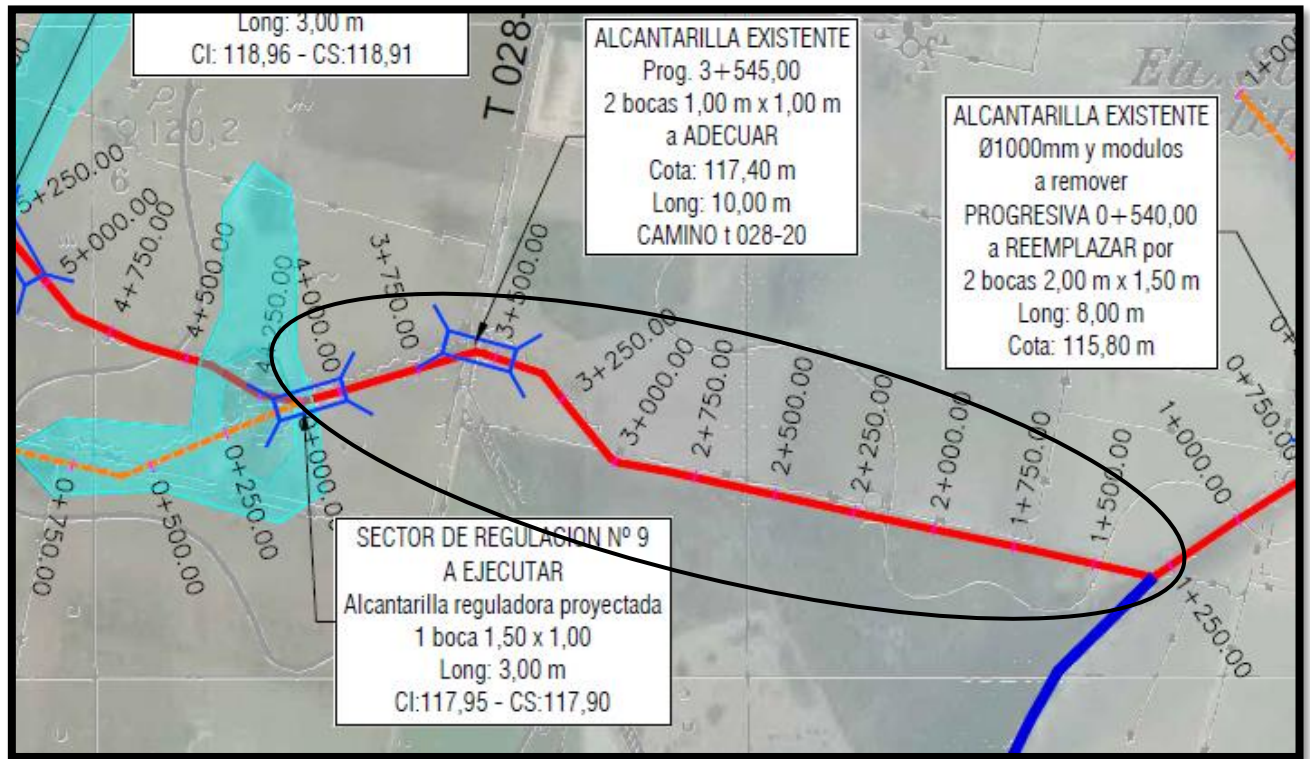 Long: 3,00 m
CI: 118,96 - CS:118,91
T 028-
ALCANTARILLA EXISTENTE
Prog. 3+545,00
2 bocas 1,00 m x 1,00 m
a ADECUAR
Cota: 117,40 m
Long: 10,00 m
CAMINO t 028-20
ALCANTARILLA EXISTENTE
Ø1000mm y modulos
a remover
PROGRESIVA 0+540,00
a REEMPLAZAR por
2 bocas 2,00 m x 1,50 m
Long: 8,00 m
Cota: 115,80 m
120,2
5+250.00
5+000.00
4+750.00
4+500.00
4+250.00
4+000.00
3+750.00
3+500.00
3+250.00
3+000.00
2+750.00
2+500.00
2+250.00
2+000.00
1+750.00
1+500.00
1+250.00
1+000.00
0+750.00
0+750.00
0+500.00
0+250.00
0+000.00
SECTOR DE REGULACION Nº 9
A EJECUTAR
Alcantarilla reguladora proyectada
1 boca 1,50 x 1,00
Long: 3,00 m
CI:117,95 - CS:117,90